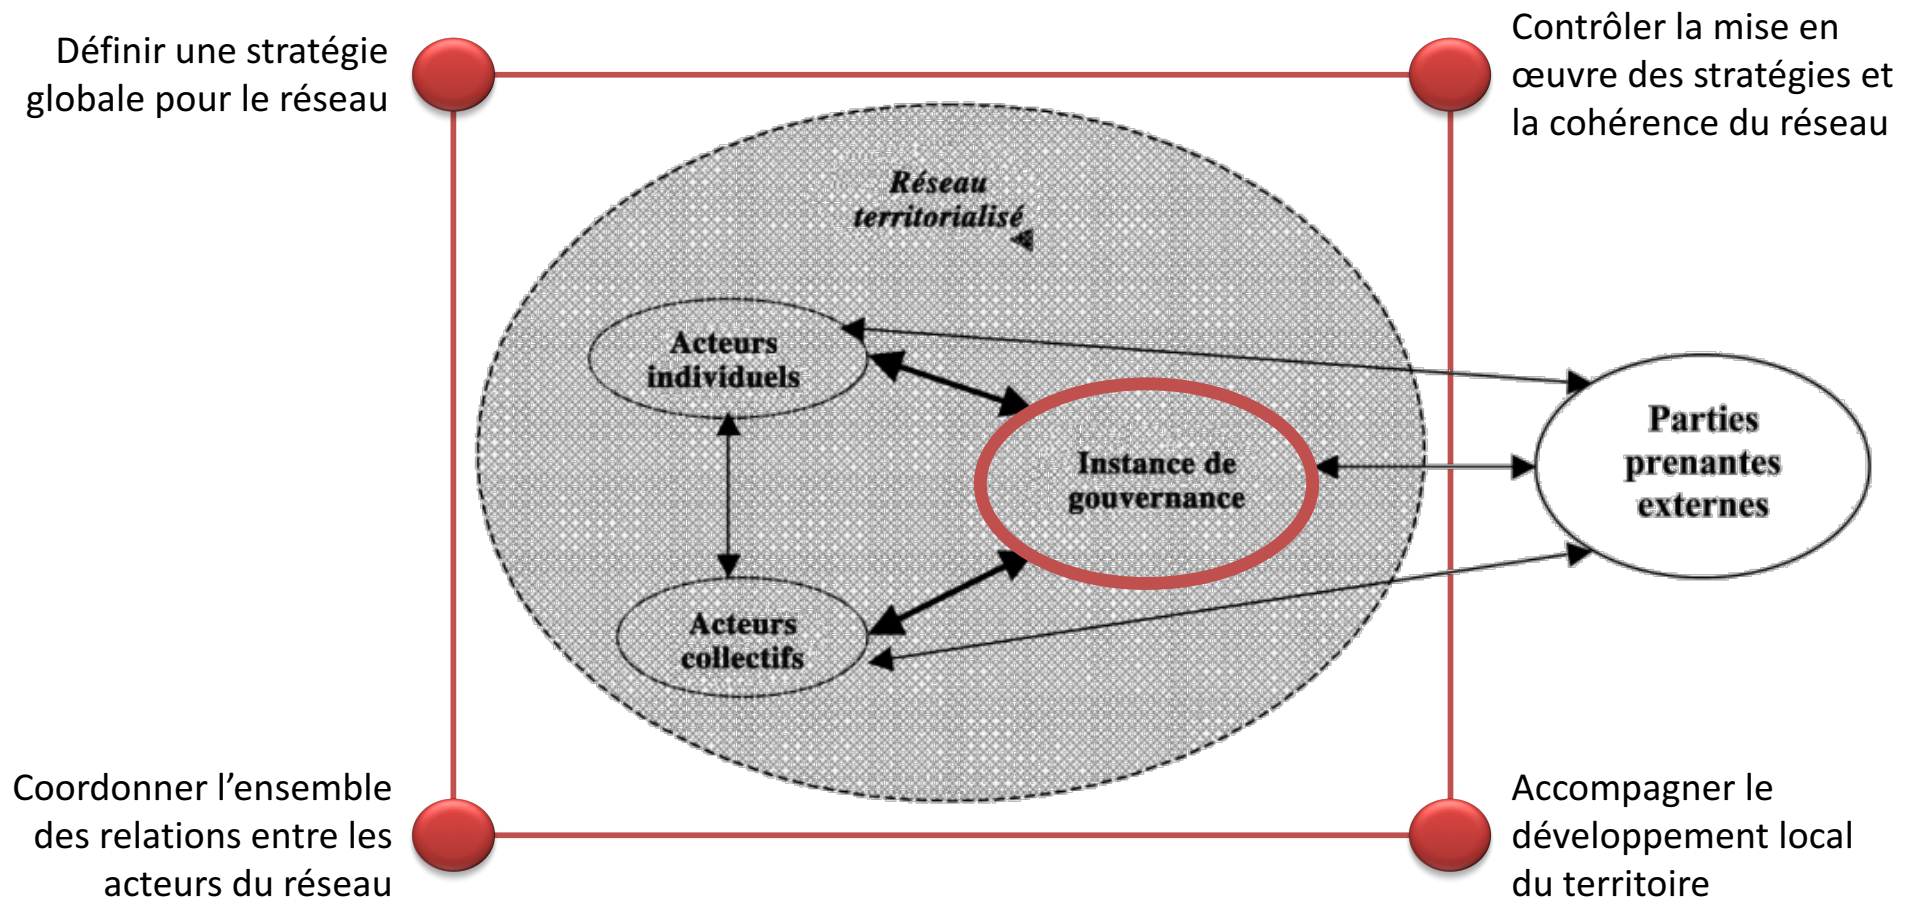 Définir une stratégie
globale pour le réseau
Contrôler la mise en
œuvre des stratégies et
la cohérence du réseau
Réseau
territorialisé
Acteurs
individuels
Instance de
gouvernance
Parties
prenantes
externes
Acteurs
collectifs
Coordonner l’ensemble
des relations entre les
acteurs du réseau
Accompagner le
développement local
du territoire